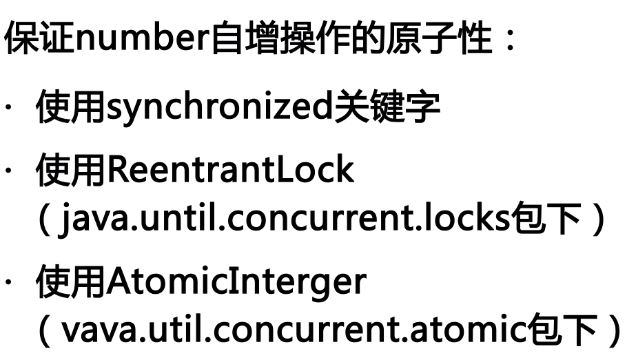 保证number自增操作的原子性：
· 使用synchronized关键字
· 使用ReentrantLock
（java.until.concurrent.locks包下）
· 使用AtomicInterger
（vava.util.concurrent.atomic包下）